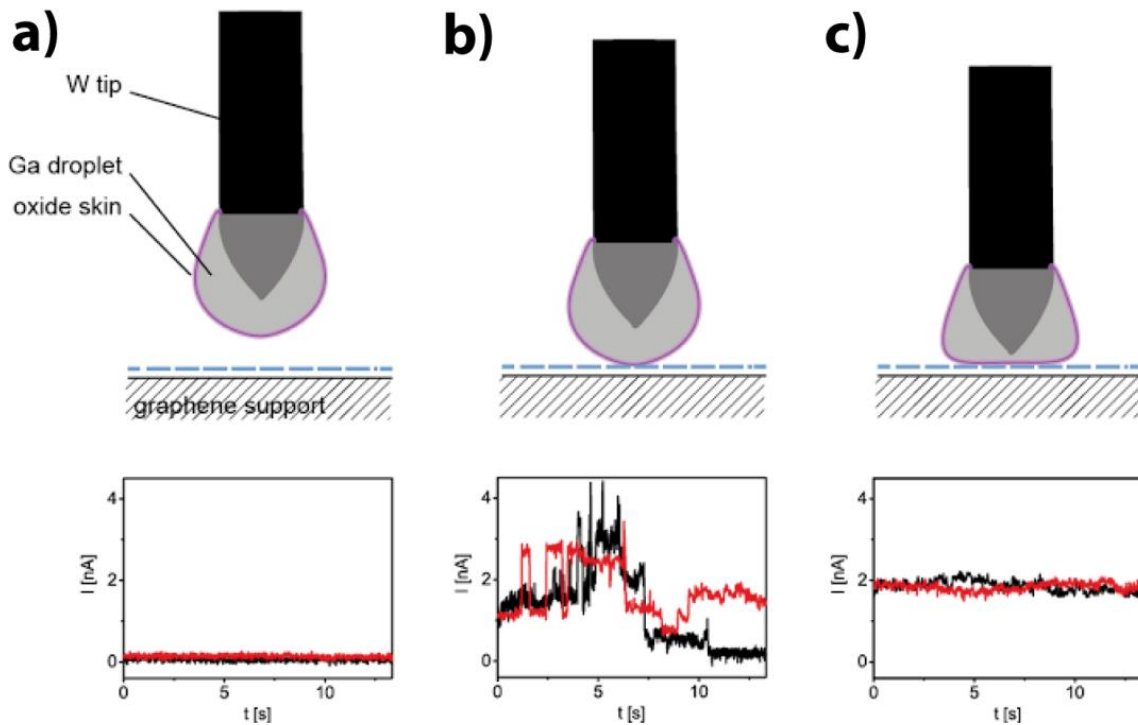 a)
W tip
Ga droplet
oxide skin
graphene support
b)
c)
4
2
0
I [nA]
0
5
10
t [s]
4
2
0
I [nA]
0
5
10
t [s]
4
2
0
I [nA]
0
5
10
t [s]